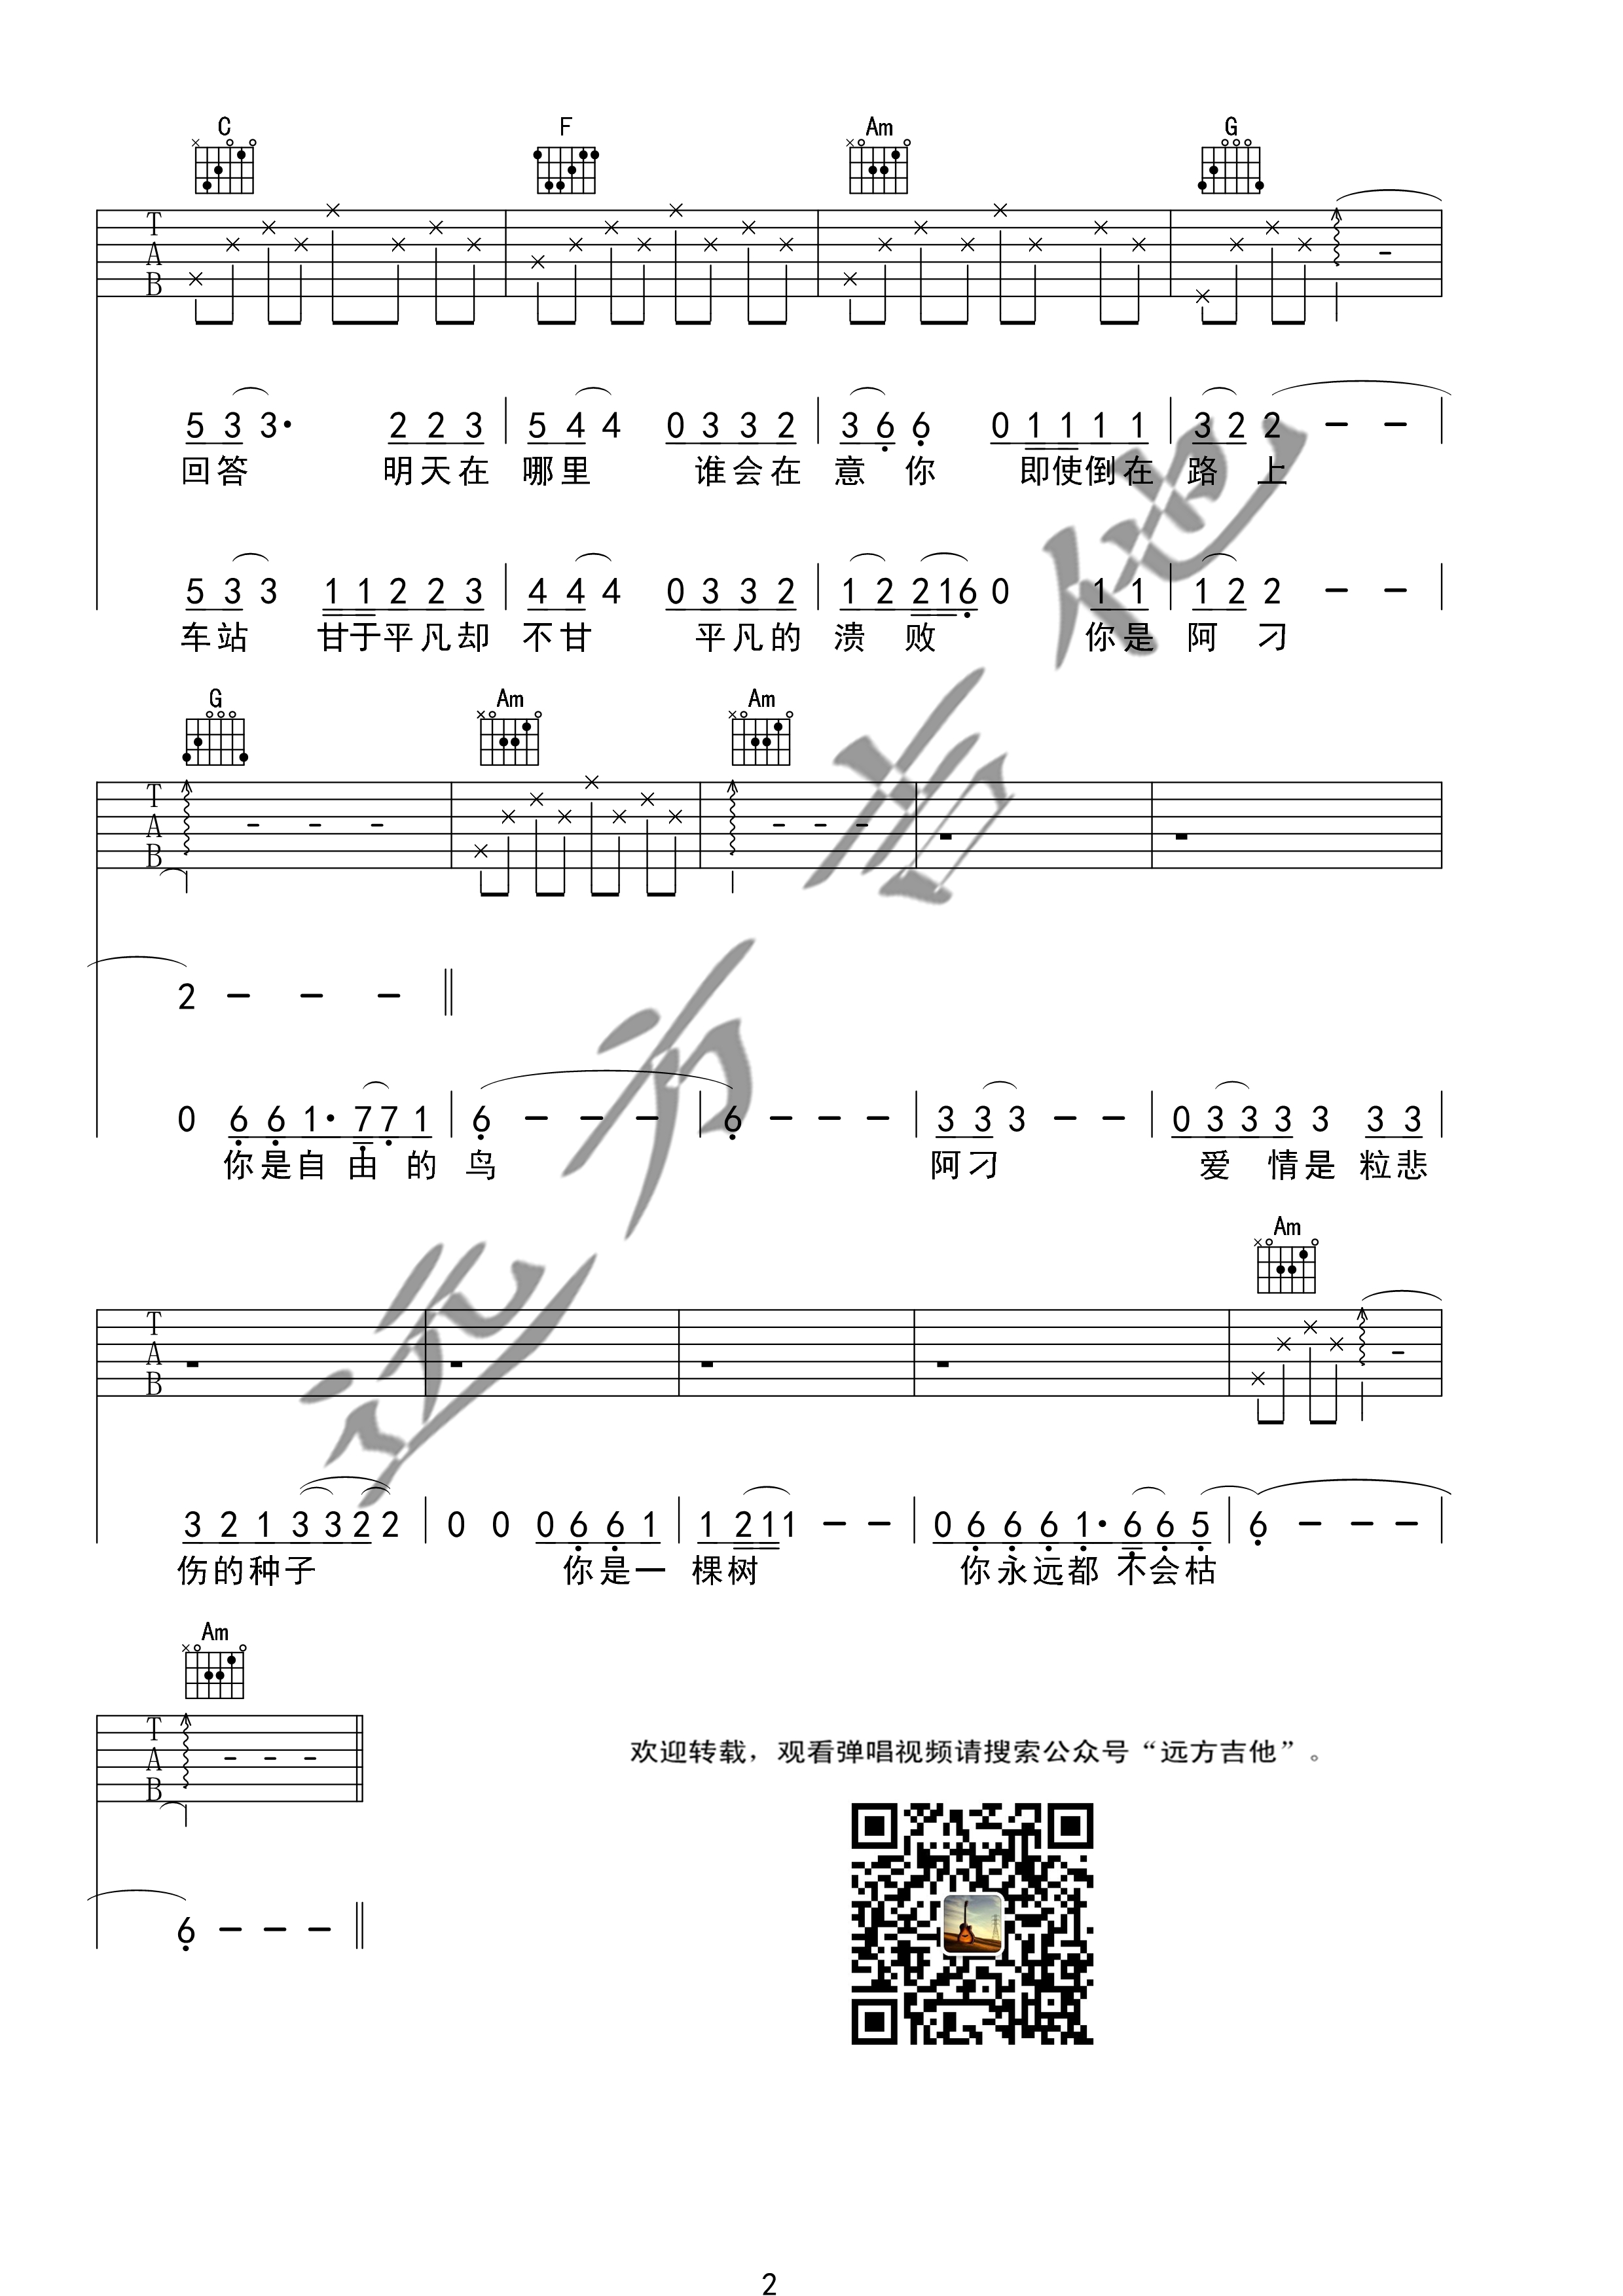 C F Am G
T
A
B
5 3 3· 2 2 3 | 5 4 4 0 3 3 2 | 3 6 6 0 1 1 1 1 | 3 2 2 - -
回答 明天在 哪里 谁会在 意 你 即使倒在 路 上
5 3 3 1 1 2 2 3 | 4 4 4 0 3 3 2 | 1 2 2 1 6 0 1 1 | 1 2 2 - -
车站 甘于平凡却 不甘 平凡的 溃 败 你是 阿 刁
G Am Am
T
A
B
2 - - -
0 6 6 1· 7 7 1 | 6 - - - | 6 - - - | 3 3 3 - - | 0 3 3 3 3 3 3
你是自 由 的 鸟 阿刁 爱 情是 粒悲
Am
T
A
B
3 2 1 3 3 2 2 | 0 0 0 6 6 1 | 1 2 1 1 - - | 0 6 6 6 1· 6 6 5 | 6 - - -
伤的种子 你是一 棵树 你永远都 不会枯
Am
T
A
B
6 - - -
欢迎转载，观看弹唱视频请搜索公众号“远方吉他”。
远方吉他
2